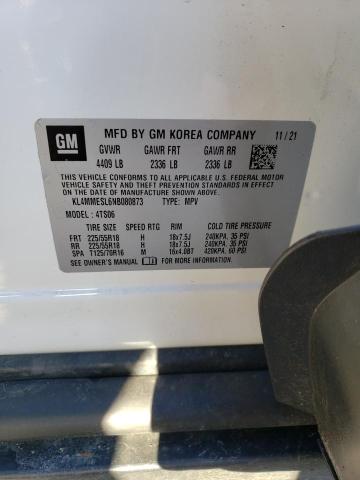 GM
MFD BY GM KOREA COMPANY 11/21
GVWR GAWR FRT GAWR RR
4409 LB 2336 LB 2336 LB
THIS VEHICLE CONFORMS TO ALL APPLICABLE U.S. FEDERAL MOTOR
VEHICLE SAFETY, BUMPER, AND THEFT PREVENTION STANDARDS IN
EFFECT ON THE DATE OF MANUFACTURE SHOWN ABOVE.
KL4MMESL6NB080873 TYPE: MPV
MODEL: 4TS06
TIRE SIZE SPEED RTG RIM COLD TIRE PRESSURE
FRT 225/55R18 H 18x7.5J 240KPA, 35 PSI
RR 225/55R18 H 18x7.5J 240KPA, 35 PSI
SPA T125/70R16 M 16x4.0BT 420KPA, 60 PSI
SEE OWNER'S MANUAL FOR ADDITIONAL INFORMATION.